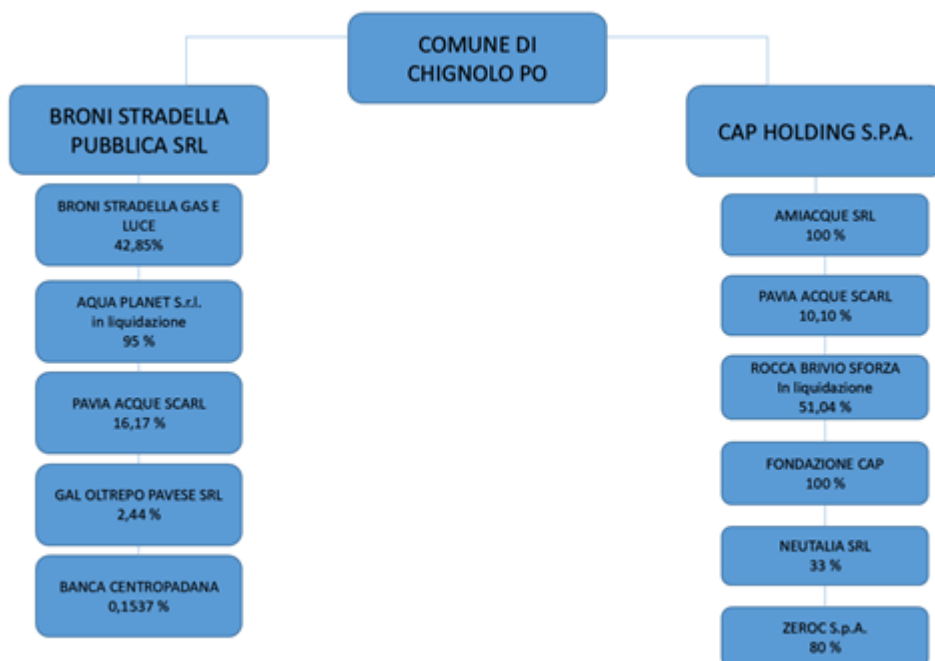 COMUNE DI
CHIGNOLO PO
BRONI STRADELLA
PUBBLICA SRL
BRONI STRADELLA GAS E
LUCE
42,85%
AQUA PLANET S.r.l.
in liquidazione
95 %
PAVIA ACQUE SCARL
16,17 %
GAL OLTREPO PAVESE SRL
2,44 %
BANCA CENTROPADANA
0,1537 %
CAP HOLDING S.P.A.
AMIACQUE SRL
100 %
PAVIA ACQUE SCARL
10,10 %
ROCCA BRIVIO SFORZA
In liquidazione
51,04 %
FONDAZIONE CAP
100 %
NEUTALIA SRL
33 %
ZEROC S.p.A.
80 %